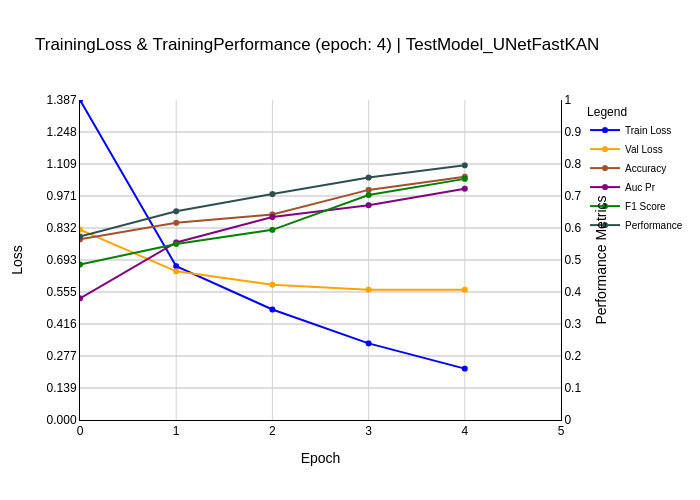 TrainingLoss & TrainingPerformance (epoch: 4) | TestModel_UNetFastKAN
1.387
1.248
1.109
0.971
0.832
0.693
0.555
0.416
0.277
0.139
0.000
Loss
0
1
2
3
4
5
Epoch
1
0.9
0.8
0.7
0.6
0.5
0.4
0.3
0.2
0.1
0
Performance Metrics
Legend
Train Loss
Val Loss
Accuracy
Auc Pr
F1 Score
Performance